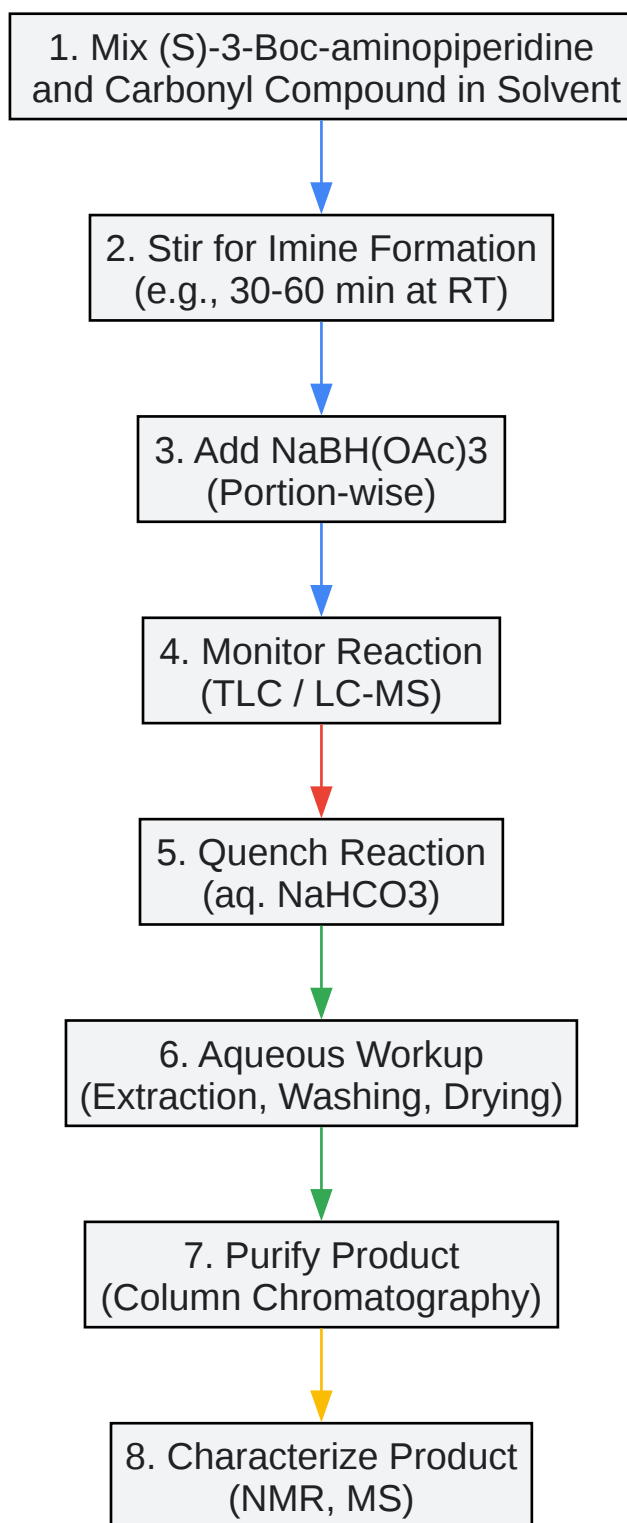 1. Mix (S)-3-Boc-aminopiperidine
and Carbonyl Compound in Solvent
2. Stir for Imine Formation
(e.g., 30-60 min at RT)
3. Add NaBH(OAc)3
(Portion-wise)
4. Monitor Reaction
(TLC / LC-MS)
5. Quench Reaction
(aq. NaHCO3)
6. Aqueous Workup
(Extraction, Washing, Drying)
7. Purify Product
(Column Chromatography)
8. Characterize Product
(NMR, MS)